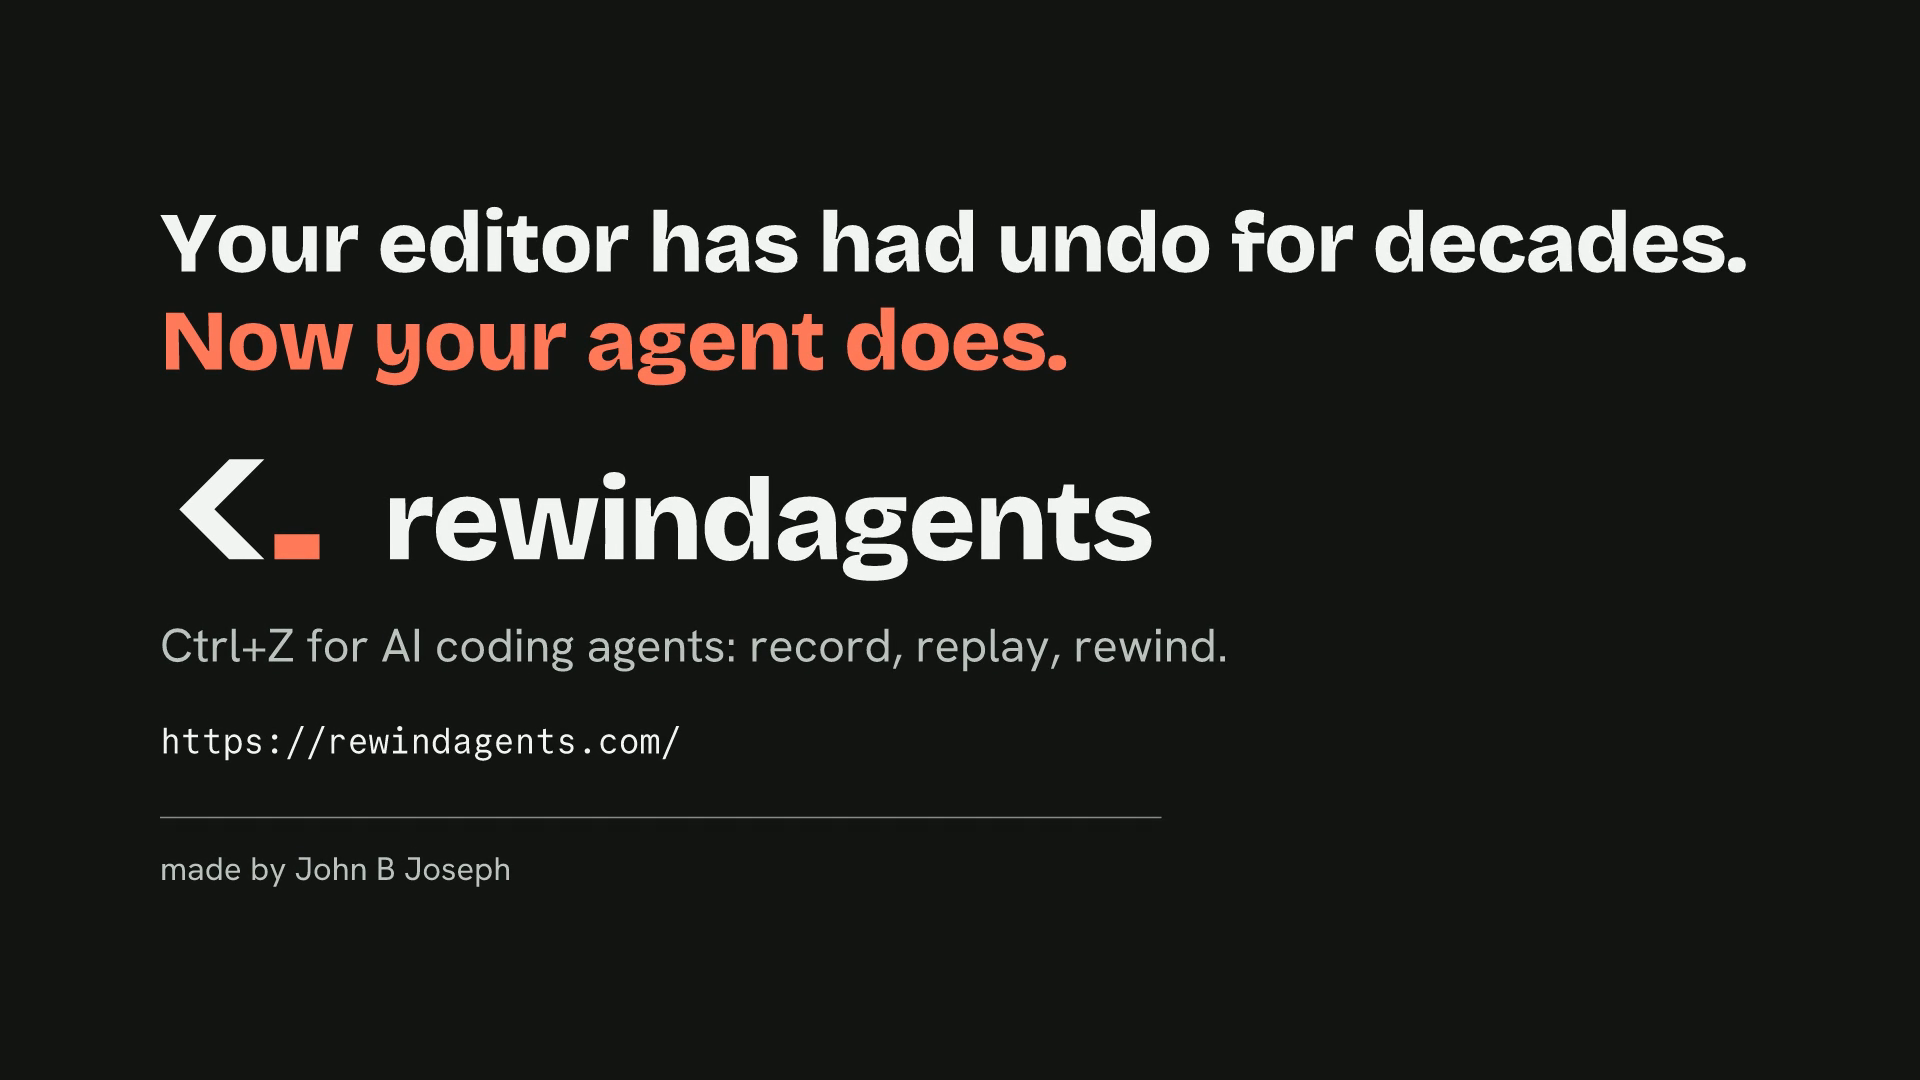 Your editor has had undo for decades.
Now your agent does.
rewindagents
Ctrl+Z for AI coding agents: record, replay, rewind.
https://rewindagents.com/
made by John B Joseph